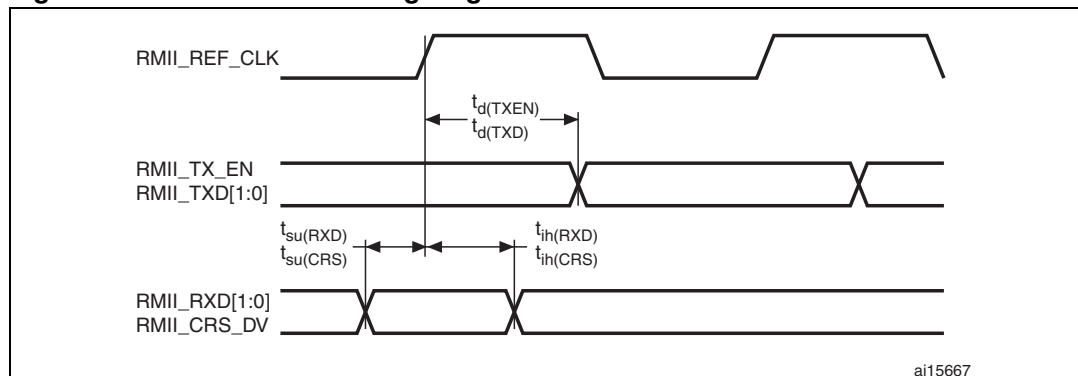 RMII_REF_CLK
td(TXEN)
td(TXD)
RMII_TX_EN
RMII_TXD[1:0]
tsu(RXD)
tsu(CRS)
tih(RXD)
tih(CRS)
RMII_RXD[1:0]
RMII_CRS_DV
ai15667